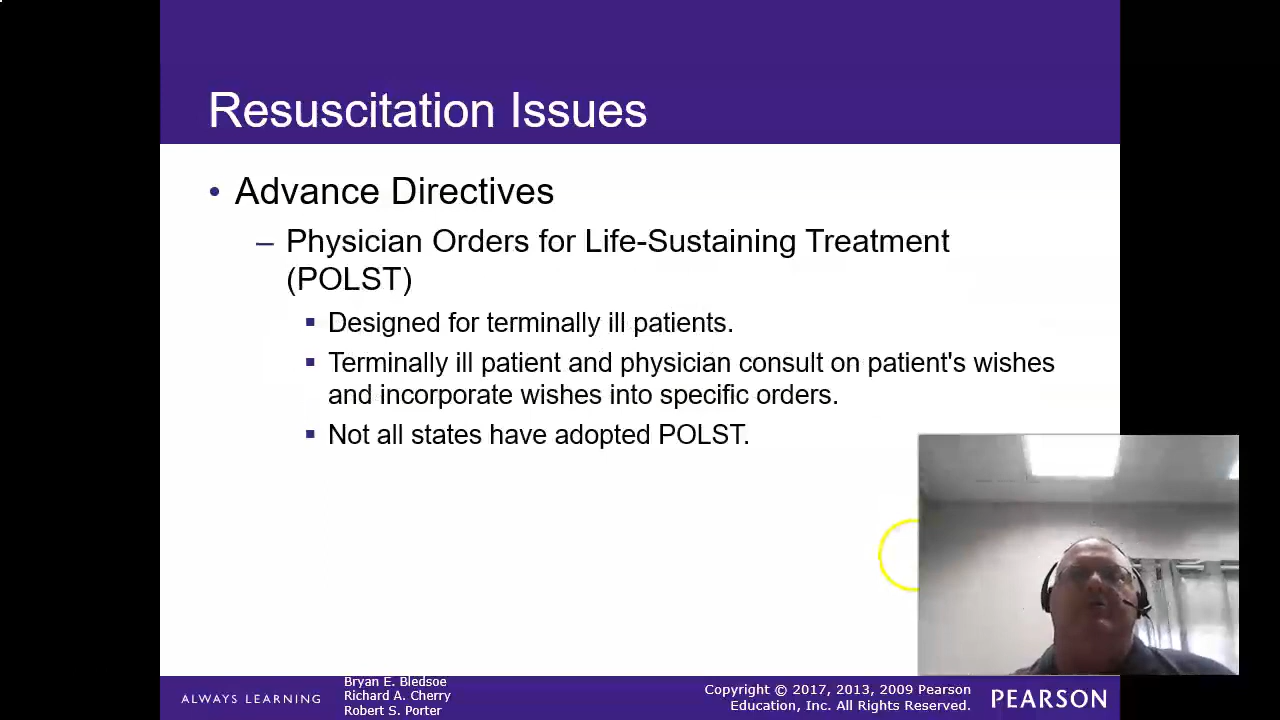 Resuscitation Issues
• Advance Directives
– Physician Orders for Life-Sustaining Treatment
(POLST)
▪ Designed for terminally ill patients.
▪ Terminally ill patient and physician consult on patient's wishes
and incorporate wishes into specific orders.
▪ Not all states have adopted POLST.
ALWAYS LEARNING
Bryan E. Bledsoe
Richard A. Cherry
Robert S. Porter
Copyright © 2017, 2013, 2009 Pearson
Education, Inc. All Rights Reserved.
PEARSON